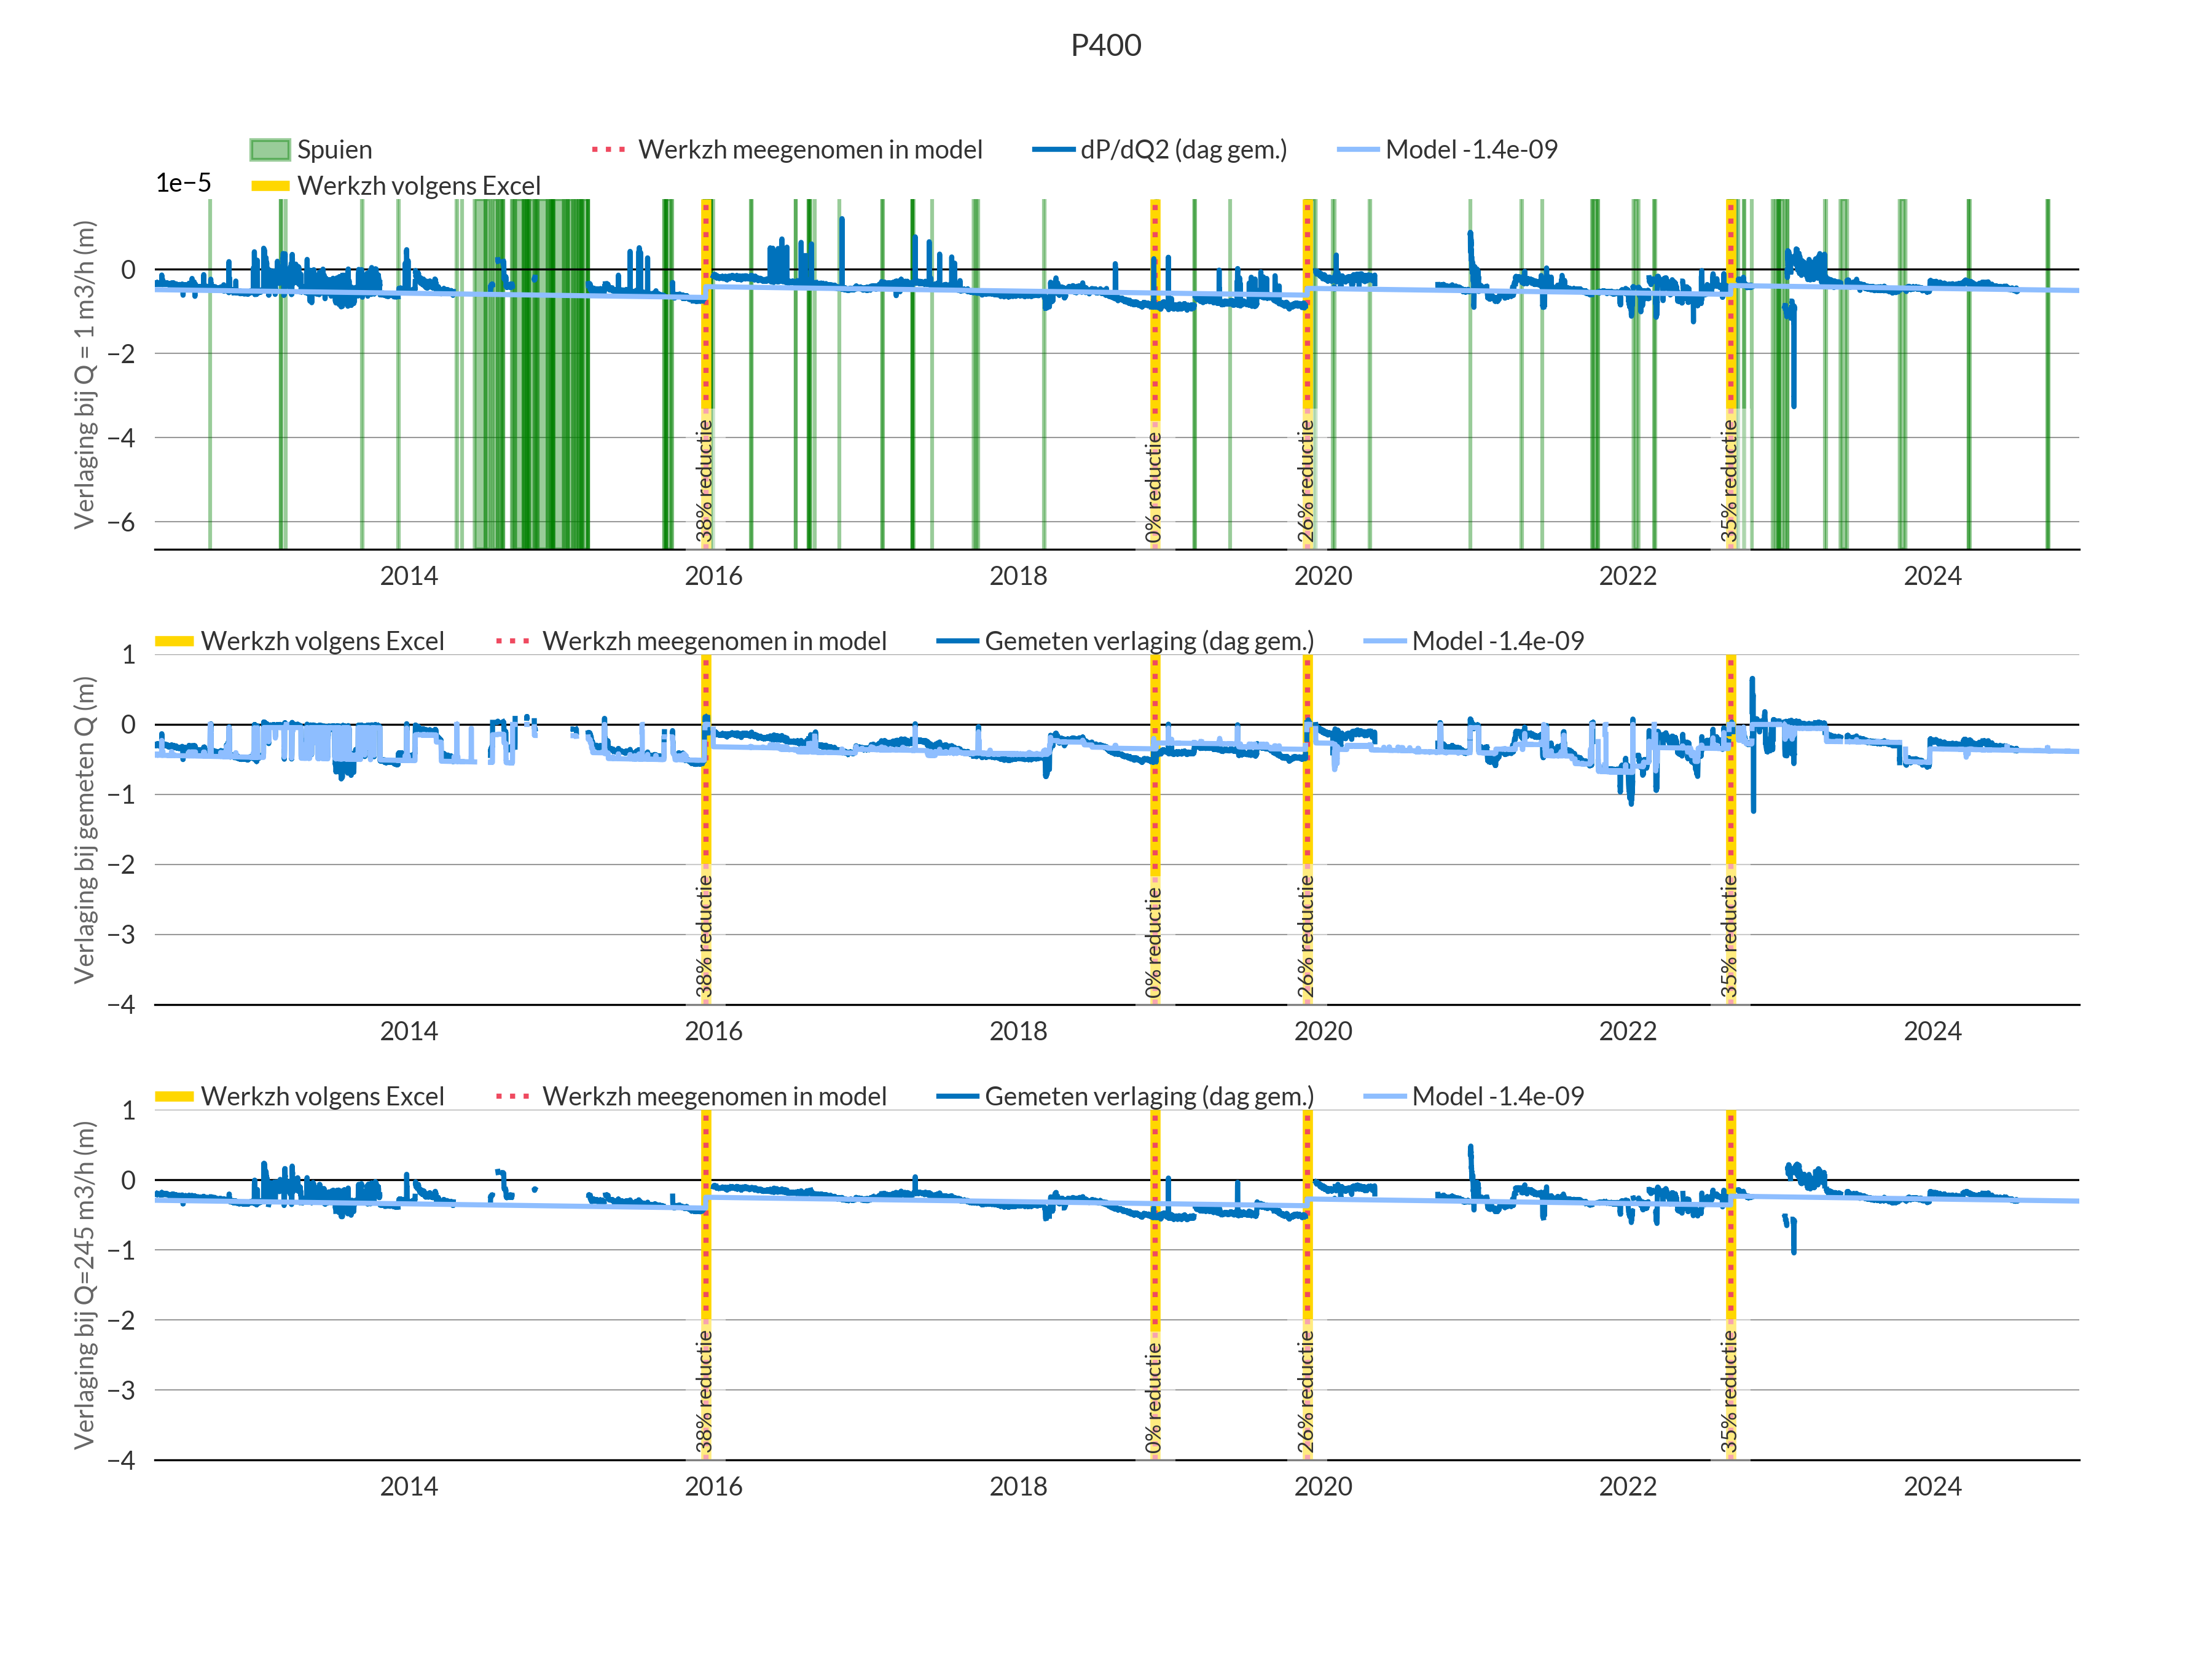 P400
Spuien
Werkzh volgens Excel
Werkzh meegenomen in model
dP/dQ2 (dag gem.)
Model -1.4e-09
1e−5
Verlaging bij Q = 1 m3/h (m)
0
−2
−4
−6
38% reductie
0% reductie
26% reductie
35% reductie
2014 2016 2018 2020 2022 2024
Werkzh volgens Excel Werkzh meegenomen in model Gemeten verlaging (dag gem.) Model -1.4e-09
Verlaging bij gemeten Q (m)
1
0
−1
−2
−3
−4
38% reductie
0% reductie
26% reductie
35% reductie
2014 2016 2018 2020 2022 2024
Werkzh volgens Excel Werkzh meegenomen in model Gemeten verlaging (dag gem.) Model -1.4e-09
Verlaging bij Q=245 m3/h (m)
1
0
−1
−2
−3
−4
38% reductie
0% reductie
26% reductie
35% reductie
2014 2016 2018 2020 2022 2024